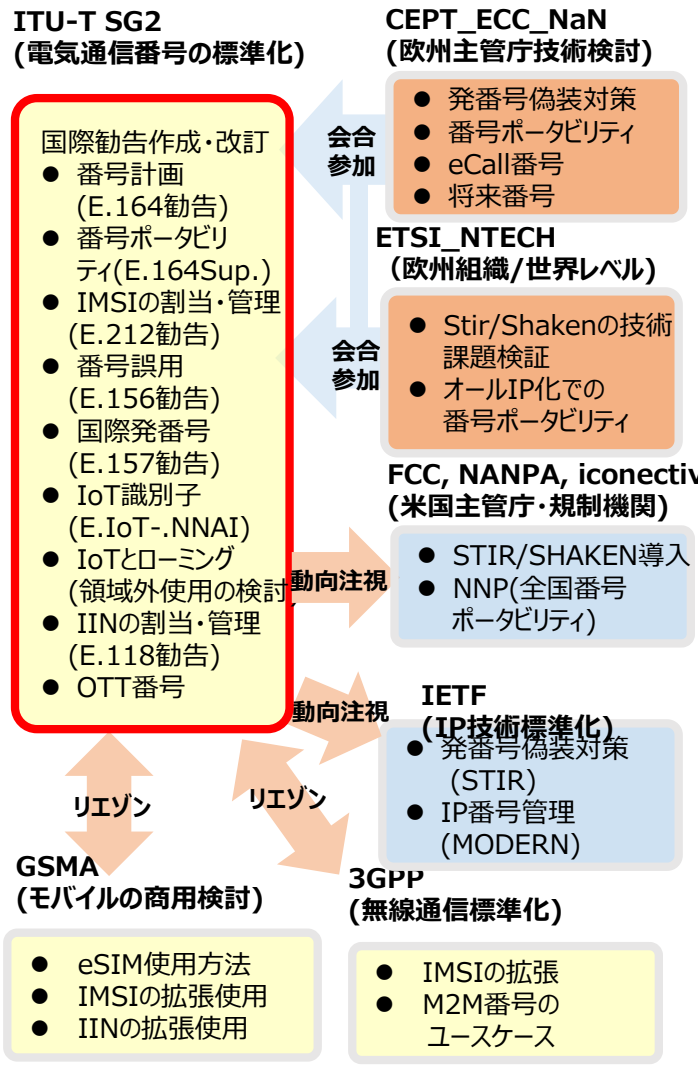 ITU-T SG2
(電気通信番号の標準化)
国際勧告作成・改訂
● 番号計画
(E.164勧告)
● 番号ポータビリ
ティ(E.164Sup.)
● IMSIの割当・管理
(E.212勧告)
● 番号誤用
(E.156勧告)
● 国際発番号
(E.157勧告)
● IoT識別子
(E.IoT-.NNAI)
● IoTとローミング
(領域外使用の検討)
● IINの割当・管理
(E.118勧告)
● OTT番号
CEPT_ECC_NaN
(欧州主管庁技術検討)
会合
参加
● 発番号偽装対策
● 番号ポータビリティ
● eCall番号
● 将来番号
ETSI_NTECH
(欧州組織/世界レベル)
会合
参加
● Stir/Shakenの技術
課題検証
● オールIP化での
番号ポータビリティ
FCC, NANPA, iconectiv
(米国主管庁・規制機関)
動向注視
● STIR/SHAKEN導入
● NNP(全国番号
ポータビリティ)
動向注視
IETF
(IP技術標準化)
● 発番号偽装対策
(STIR)
● IP番号管理
(MODERN)
リエゾン
リエゾン
GSMA
(モバイルの商用検討)
● eSIM使用方法
● IMSIの拡張使用
● IINの拡張使用
3GPP
(無線通信標準化)
● IMSIの拡張
● M2M番号の
ユースケース